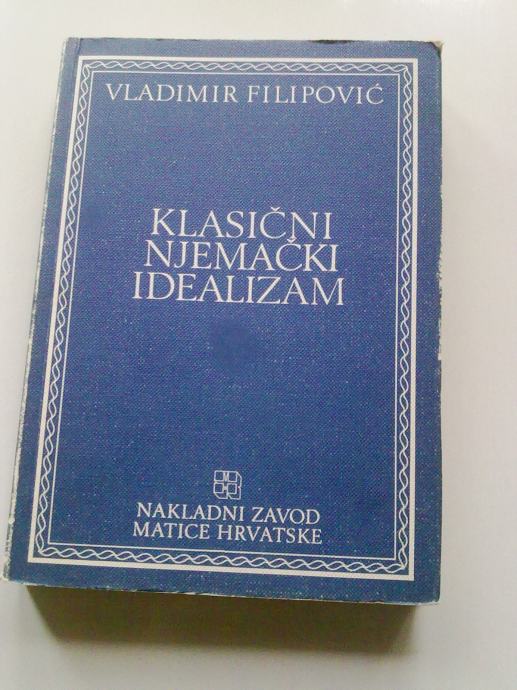 VLADIMIR FILIPOVIĆ
KLASIČNI
NJEMAČKI
IDEALIZAM
NAKLADNI ZAVOD
MATICE HRVATSKE